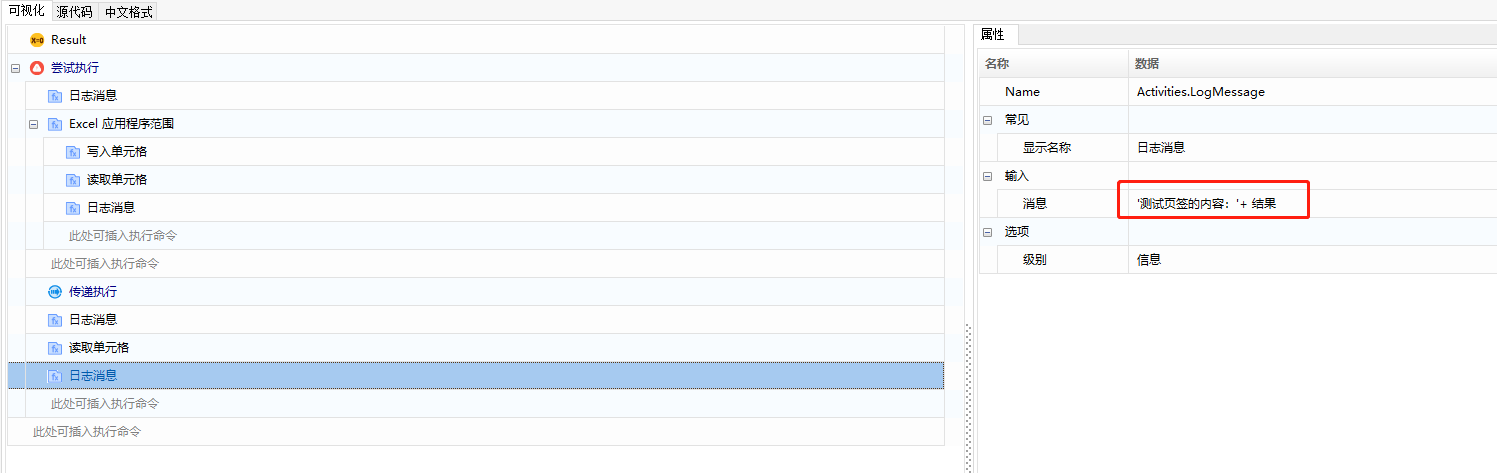 可视化 源代码 中文格式
Result
尝试执行
日志消息
Excel 应用程序范围
写入单元格
读取单元格
日志消息
此处可插入执行命令
此处可插入执行命令
传递执行
日志消息
读取单元格
日志消息
此处可插入执行命令
此处可插入执行命令
属性
名称 数据
Name Activities.LogMessage
常见
显示名称 日志消息
输入
消息 '测试页签的内容：'+ 结果
选项
级别 信息